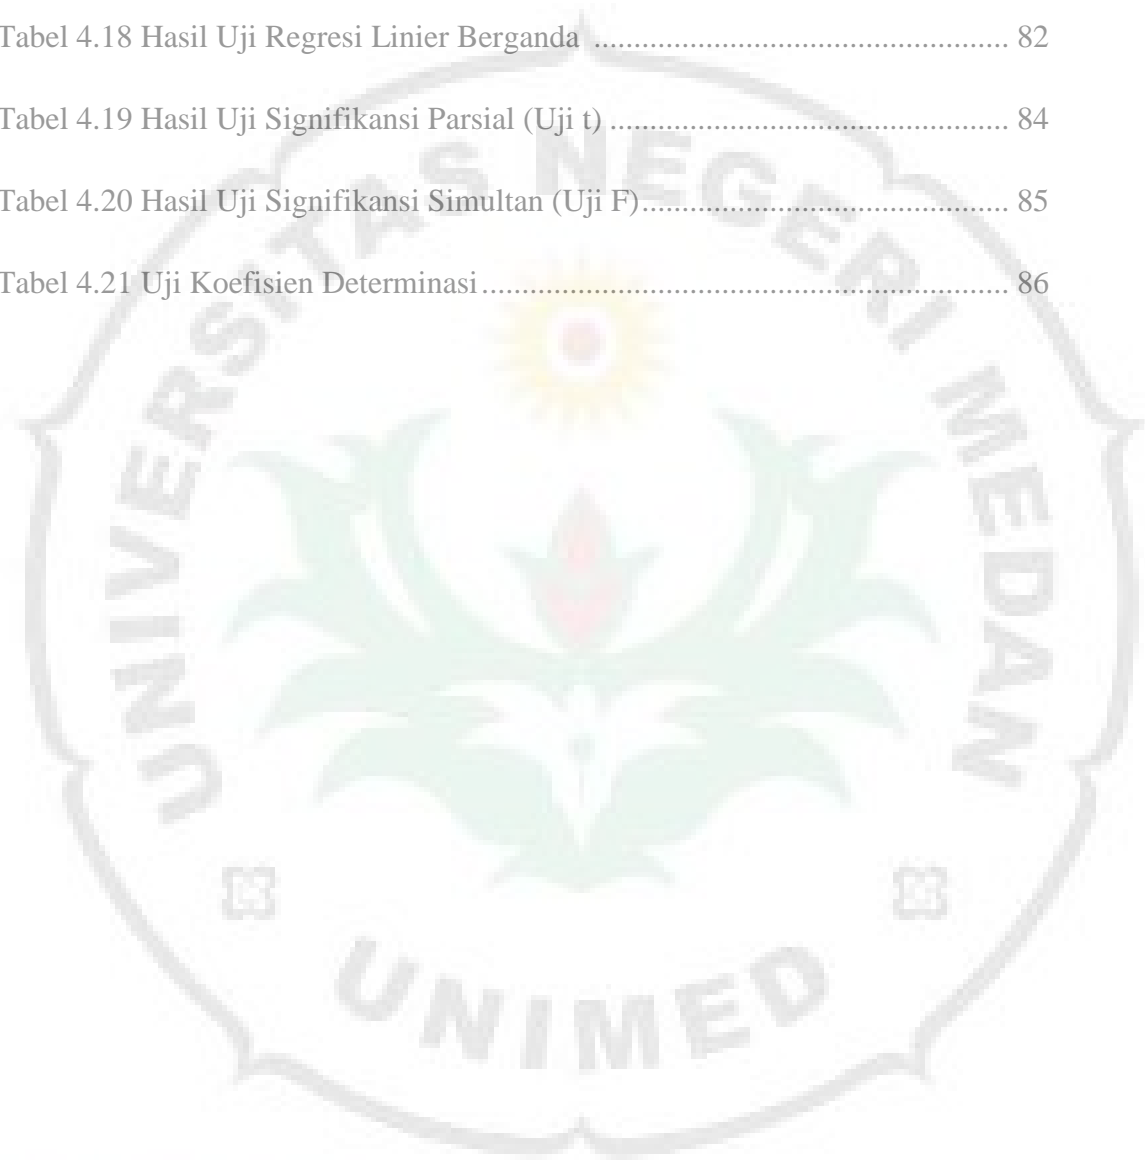 Tabel 4.18 Hasil Uji Regresi Linier Berganda ............................................. 82
Tabel 4.19 Hasil Uji Signifikansi Parsial (Uji t) ........................................... 84
Tabel 4.20 Hasil Uji Signifikansi Simultan (Uji F)........................................ 85
Tabel 4.21 Uji Koefisien Determinasi ......................................................... 86
UNIVERSITAS NEGERI MEDAN
UNIMED